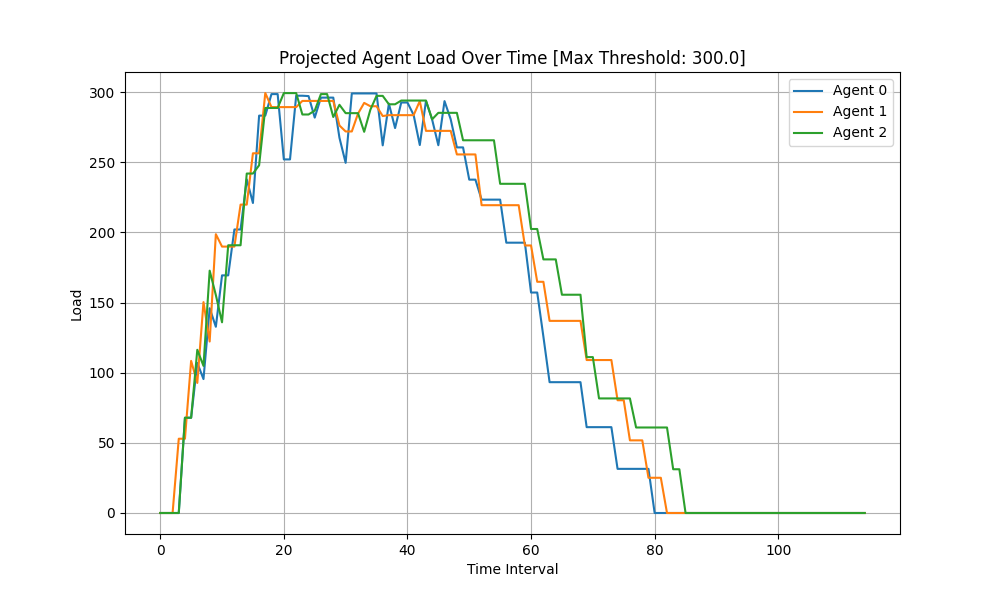 Projected Agent Load Over Time [Max Threshold: 300.0]
Agent 0
Agent 1
Agent 2
Load
300
250
200
150
100
50
0
0 20 40 60 80 100
Time Interval